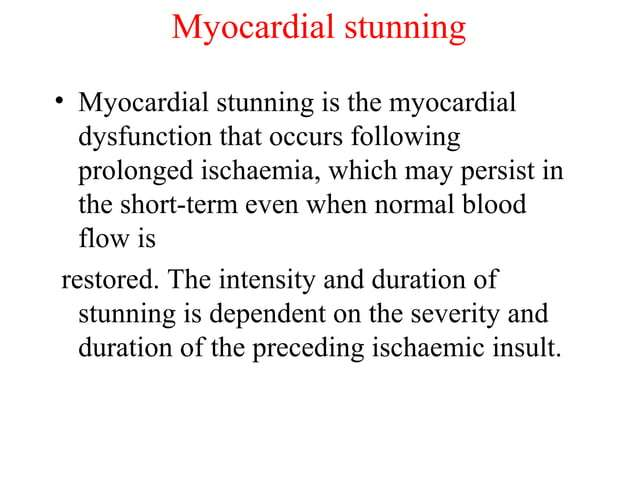 Myocardial stunning
• Myocardial stunning is the myocardial
dysfunction that occurs following
prolonged ischaemia, which may persist in
the short-term even when normal blood
flow is
restored. The intensity and duration of
stunning is dependent on the severity and
duration of the preceding ischaemic insult.